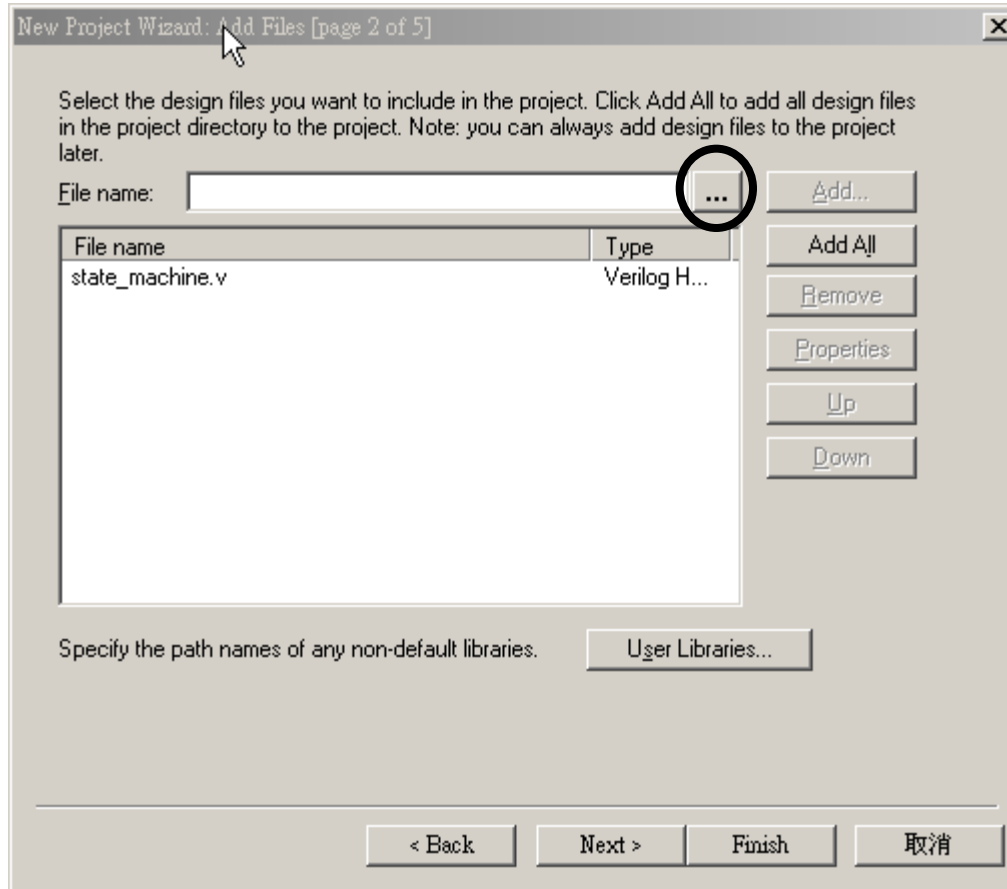 New Project Wizard: Add Files [page 2 of 5]
Select the design files you want to include in the project. Click Add All to add all design files
in the project directory to the project. Note: you can always add design files to the project
later.
File name: ... Add...
File name Type Add All
state_machine.v Verilog H...
Remove
Properties
Up
Down
Specify the path names of any non-default libraries. User Libraries...
< Back Next > Finish 取消